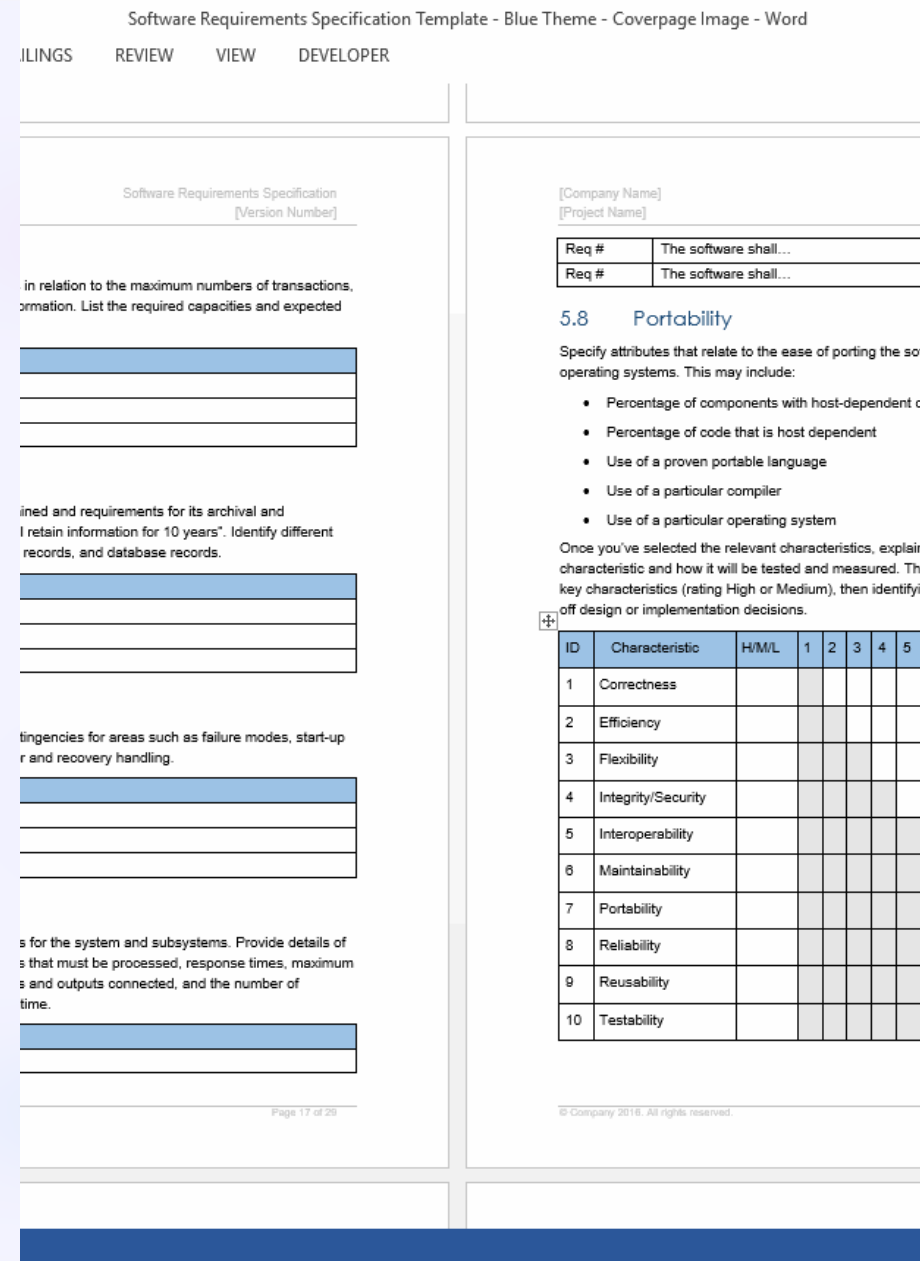 Software Requirements Specification Template - Blue Theme - Coverpage Image - Word
ILINGS REVIEW VIEW DEVELOPER
Software Requirements Specification
[Version Number]
in relation to the maximum numbers of transactions,
ormation. List the required capacities and expected
ined and requirements for its archival and
l retain information for 10 years". Identify different
records, and database records.
tingencies for areas such as failure modes, start-up
r and recovery handling.
s for the system and subsystems. Provide details of
s that must be processed, response times, maximum
s and outputs connected, and the number of
time.
Page 17 of 29
[Company Name]
[Project Name]
Req # The software shall...
Req # The software shall...
5.8 Portability
Specify attributes that relate to the ease of porting the so
operating systems. This may include:
• Percentage of components with host-dependent c
• Percentage of code that is host dependent
• Use of a proven portable language
• Use of a particular compiler
• Use of a particular operating system
Once you've selected the relevant characteristics, explain
characteristic and how it will be tested and measured. Th
key characteristics (rating High or Medium), then identifyi
off design or implementation decisions.
ID Characteristic H/M/L 1 2 3 4 5
1 Correctness
2 Efficiency
3 Flexibility
4 Integrity/Security
5 Interoperability
6 Maintainability
7 Portability
8 Reliability
9 Reusability
10 Testability
© Company 2016. All rights reserved.